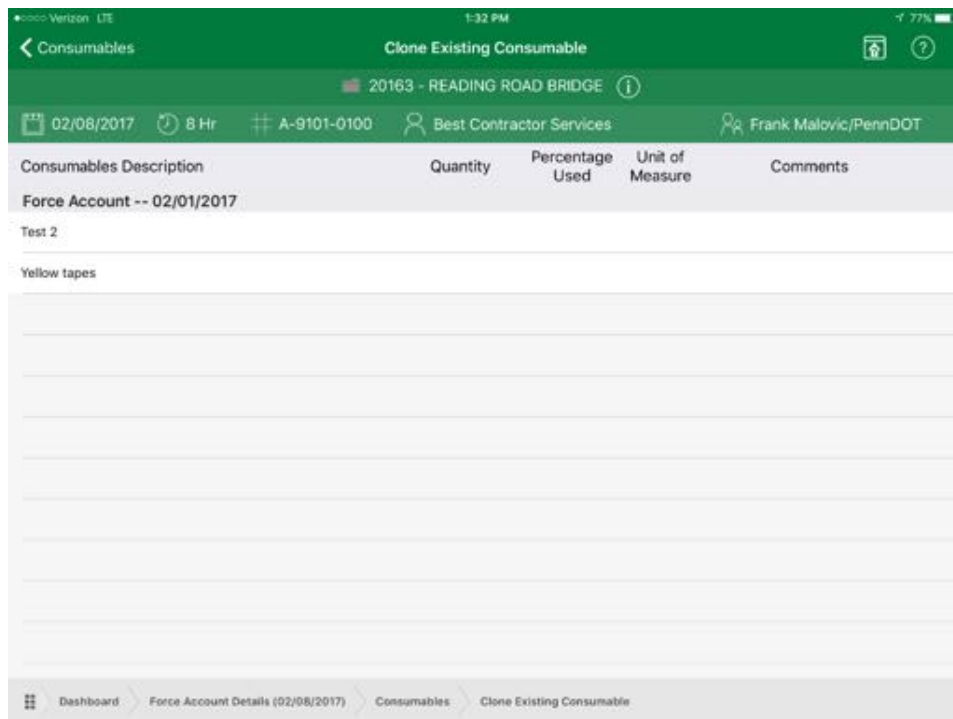 Verizon LTE 1:32 PM 77%
Consumables Clone Existing Consumable ?
20163 - READING ROAD BRIDGE i
02/08/2017 8 Hr # A-9101-0100 Best Contractor Services Frank Malovic/PennDOT
Consumables Description Quantity Percentage Used Unit of Measure Comments
Force Account -- 02/01/2017
Test 2
Yellow tapes
Dashboard Force Account Details (02/08/2017) Consumables Clone Existing Consumable